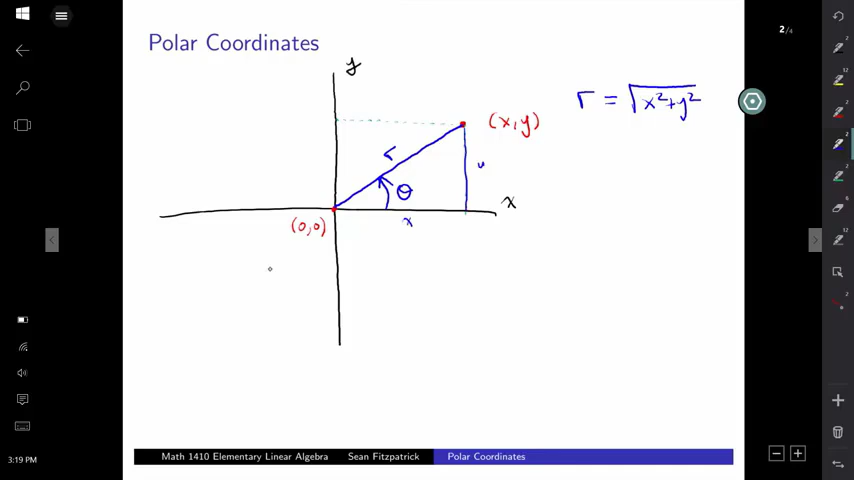 2/4
Polar Coordinates
y
r = √x²+y²
(x,y)
r
θ
x
(0,0)
x
3:19 PM
Math 1410 Elementary Linear Algebra Sean Fitzpatrick Polar Coordinates